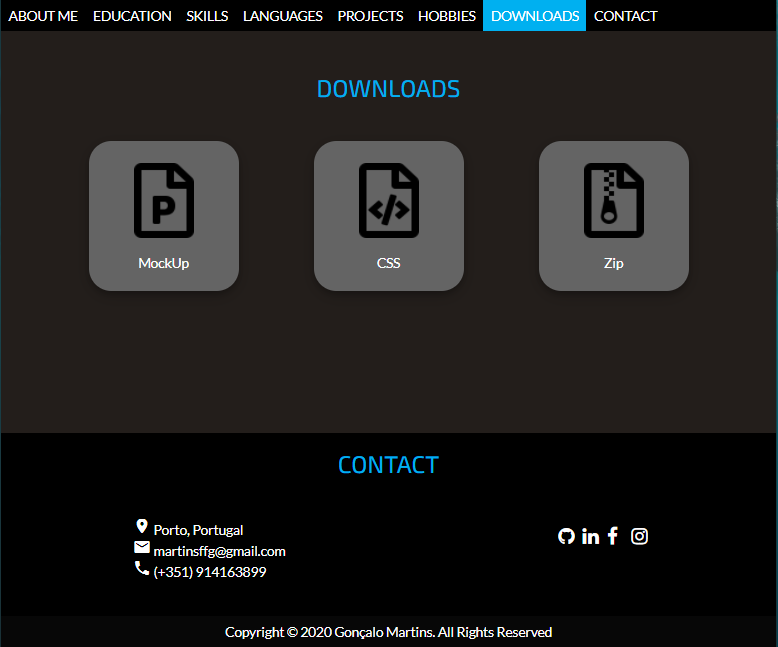 ABOUT ME EDUCATION SKILLS LANGUAGES PROJECTS HOBBIES DOWNLOADS CONTACT
DOWNLOADS
P </>
MockUp CSS Zip
CONTACT
Porto, Portugal
martinsffg@gmail.com
(+351) 914163899
in f
Copyright © 2020 Gonçalo Martins. All Rights Reserved